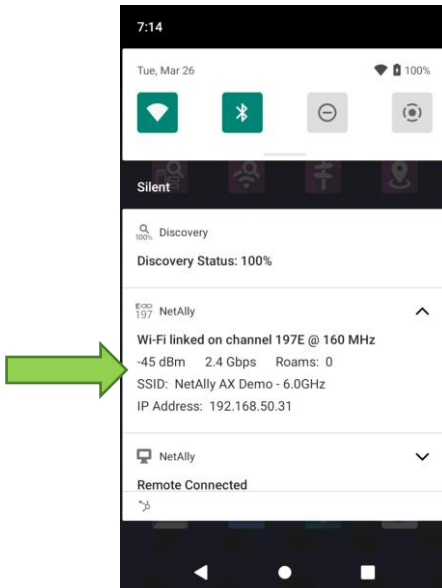 7:14
Tue, Mar 26
100%
Silent
100% Discovery
Discovery Status: 100%
197 NetAlly
Wi-Fi linked on channel 197E @ 160 MHz
-45 dBm 2.4 Gbps Roams: 0
SSID: NetAlly AX Demo - 6.0GHz
IP Address: 192.168.50.31
NetAlly
Remote Connected